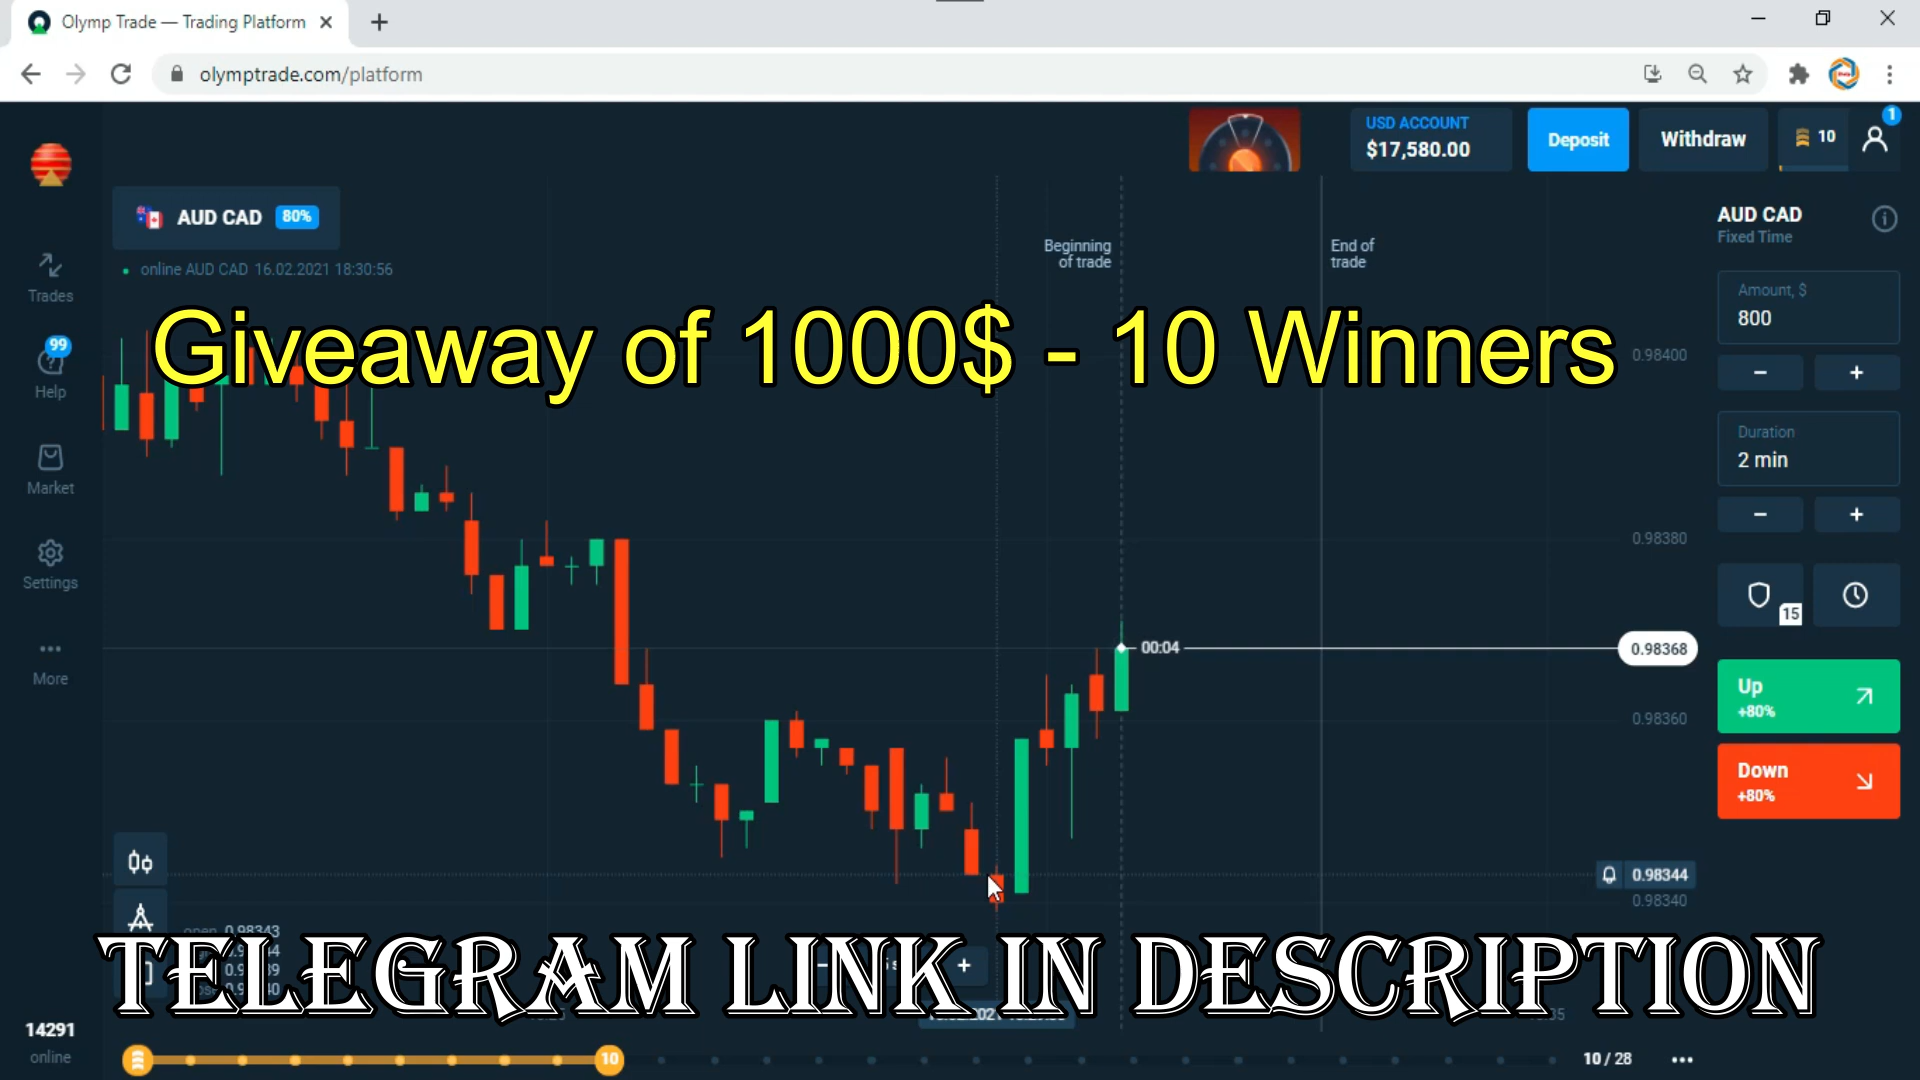 Olymp Trade — Trading Platform
olymptrade.com/platform
USD ACCOUNT
$17,580.00
Deposit
Withdraw
10
1
AUD CAD 80%
online AUD CAD 16.02.2021 18:30:56
Beginning
of trade
End of
trade
AUD CAD
Fixed Time
Amount, $
800
Duration
2 min
15
Up
+80%
Down
+80%
Trades
99
Help
Market
Settings
More
Giveaway of 1000$ - 10 Winners
0.98400
0.98380
00:04
0.98368
0.98360
0.98344
0.98340
open 0.98343
TELEGRAM LINK IN DESCRIPTION
14291
online
10
10 / 28